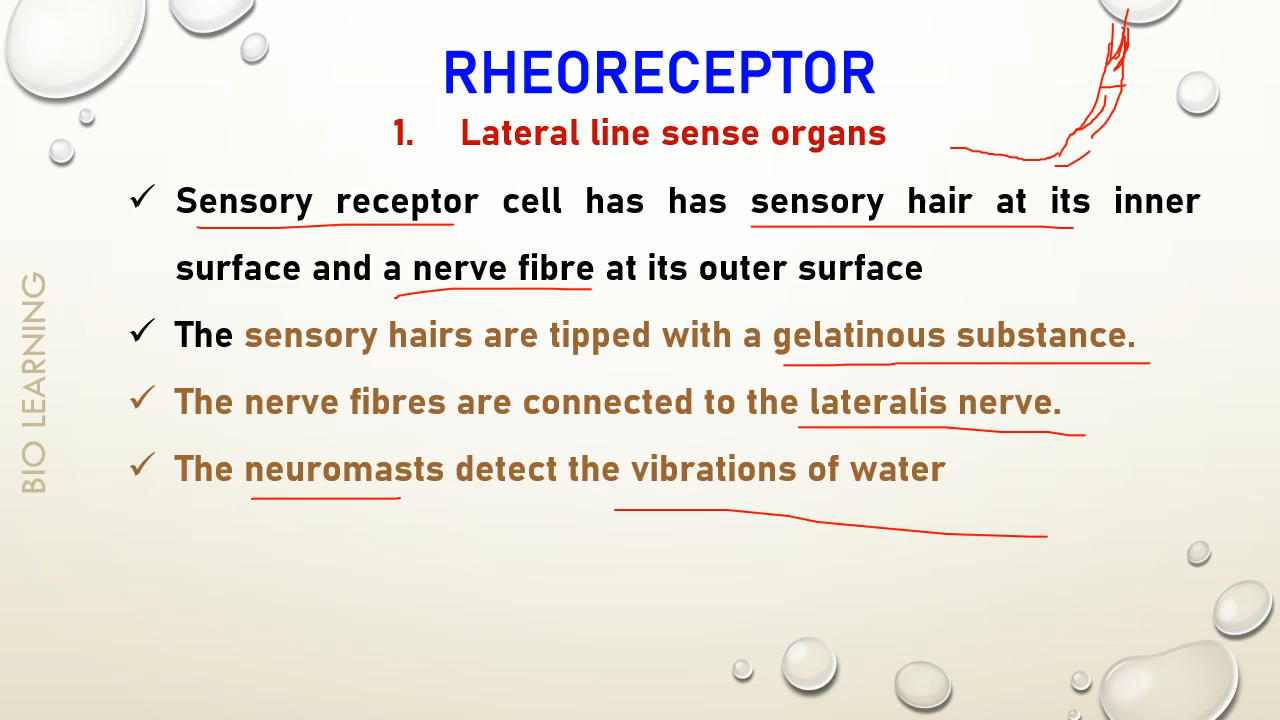 RHEORECEPTOR
1. Lateral line sense organs
✓ Sensory receptor cell has has sensory hair at its inner
surface and a nerve fibre at its outer surface
✓ The sensory hairs are tipped with a gelatinous substance.
✓ The nerve fibres are connected to the lateralis nerve.
✓ The neuromasts detect the vibrations of water
BIO LEARNING